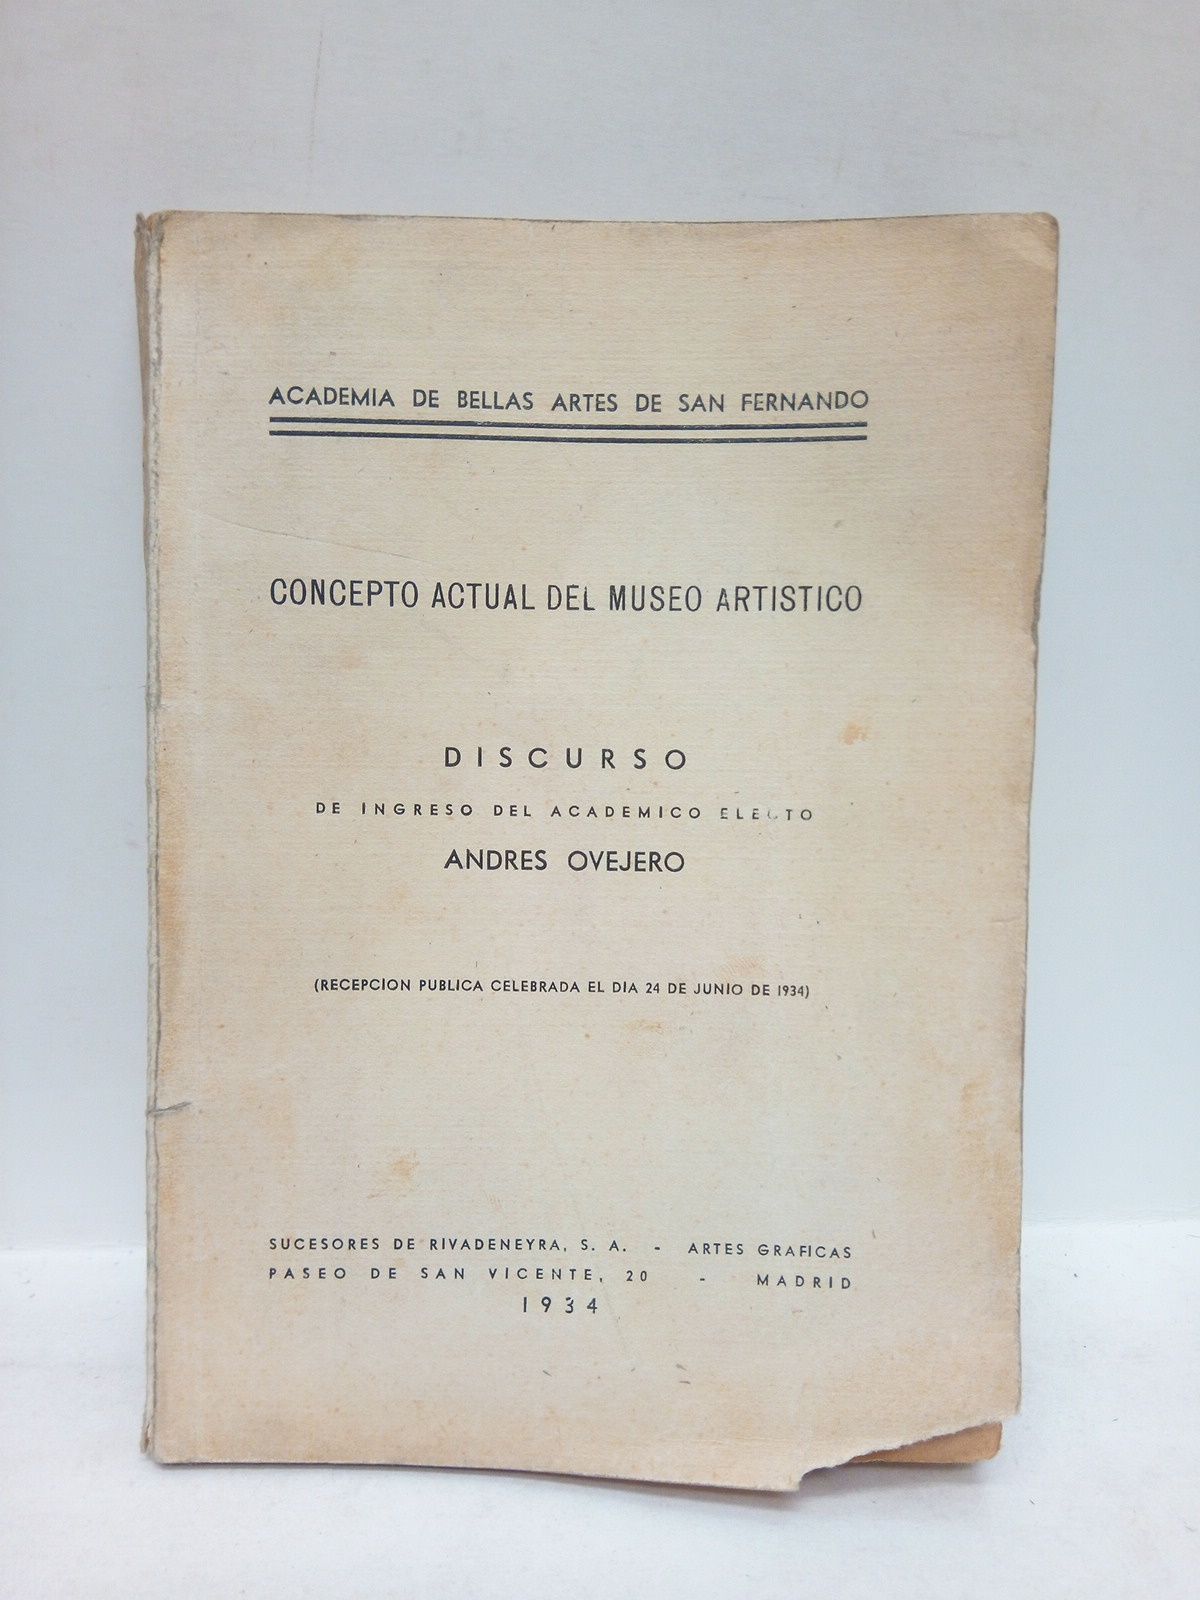 ACADEMIA DE BELLAS ARTES DE SAN FERNANDO
CONCEPTO ACTUAL DEL MUSEO ARTISTICO
DISCURSO
DE INGRESO DEL ACADEMICO ELECTO
ANDRES OVEJERO
(RECEPCION PUBLICA CELEBRADA EL DIA 24 DE JUNIO DE 1934)
SUCESORES DE RIVADENEYRA, S. A. - ARTES GRAFICAS
PASEO DE SAN VICENTE, 20 - MADRID
1934